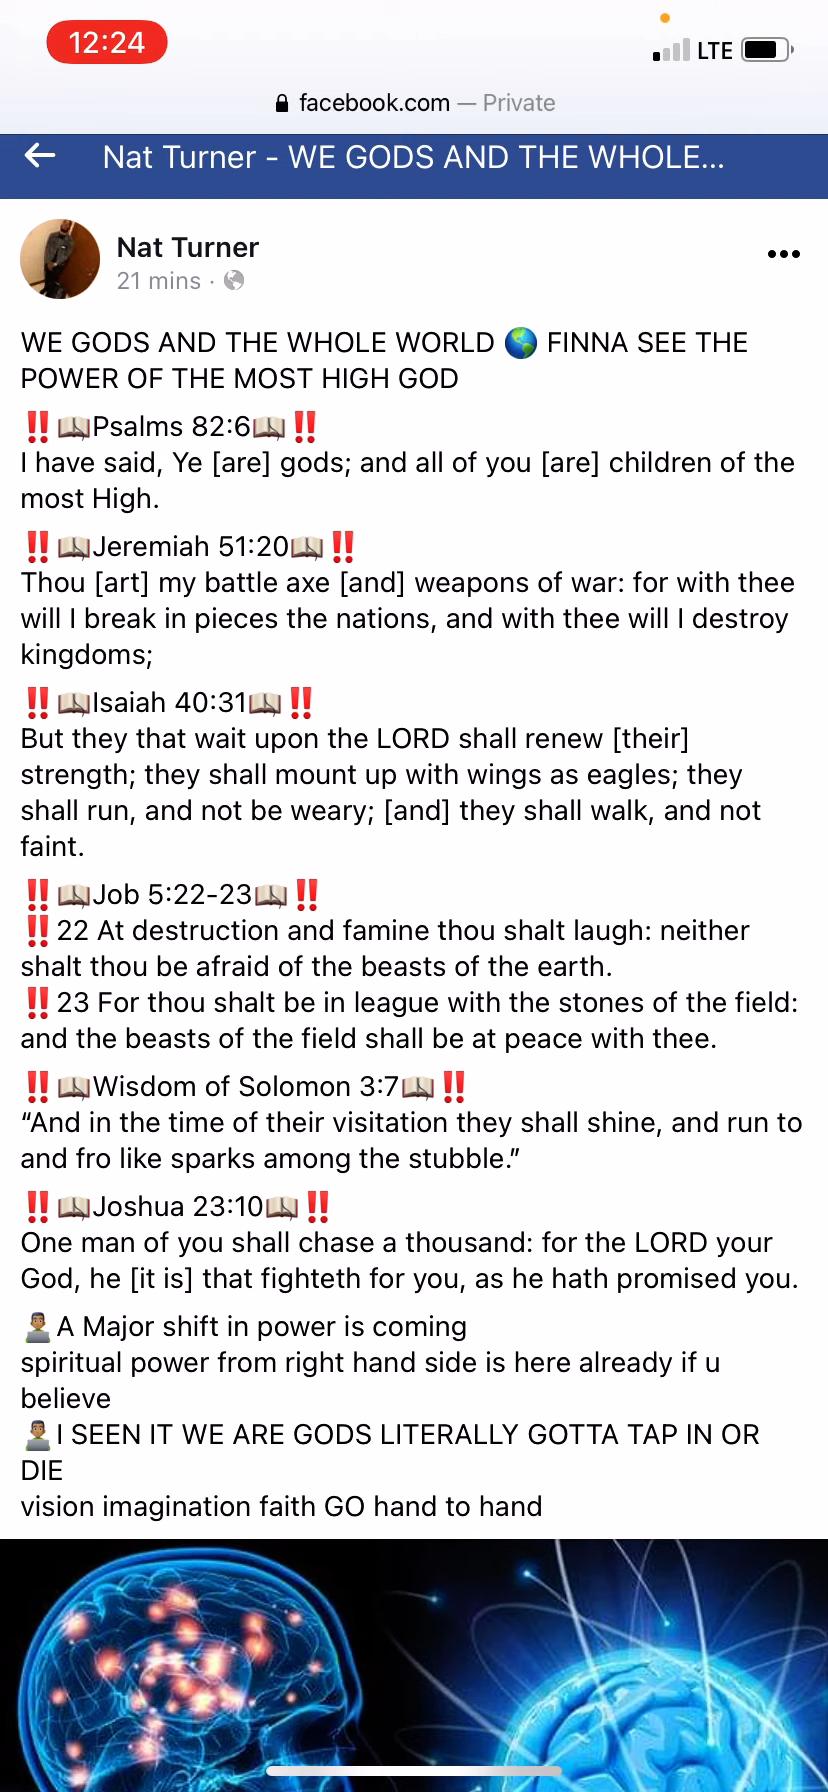 12:24
LTE
facebook.com — Private
Nat Turner - WE GODS AND THE WHOLE...
Nat Turner
21 mins ·
WE GODS AND THE WHOLE WORLD 🌎 FINNA SEE THE
POWER OF THE MOST HIGH GOD
‼️📖Psalms 82:6📖‼️
I have said, Ye [are] gods; and all of you [are] children of the
most High.
‼️📖Jeremiah 51:20📖‼️
Thou [art] my battle axe [and] weapons of war: for with thee
will I break in pieces the nations, and with thee will I destroy
kingdoms;
‼️📖Isaiah 40:31📖‼️
But they that wait upon the LORD shall renew [their]
strength; they shall mount up with wings as eagles; they
shall run, and not be weary; [and] they shall walk, and not
faint.
‼️📖Job 5:22-23📖‼️
‼️22 At destruction and famine thou shalt laugh: neither
shalt thou be afraid of the beasts of the earth.
‼️23 For thou shalt be in league with the stones of the field:
and the beasts of the field shall be at peace with thee.
‼️📖Wisdom of Solomon 3:7📖‼️
“And in the time of their visitation they shall shine, and run to
and fro like sparks among the stubble.”
‼️📖Joshua 23:10📖‼️
One man of you shall chase a thousand: for the LORD your
God, he [it is] that fighteth for you, as he hath promised you.
👨🏽‍💻A Major shift in power is coming
spiritual power from right hand side is here already if u
believe
👨🏽‍💻I SEEN IT WE ARE GODS LITERALLY GOTTA TAP IN OR
DIE
vision imagination faith GO hand to hand